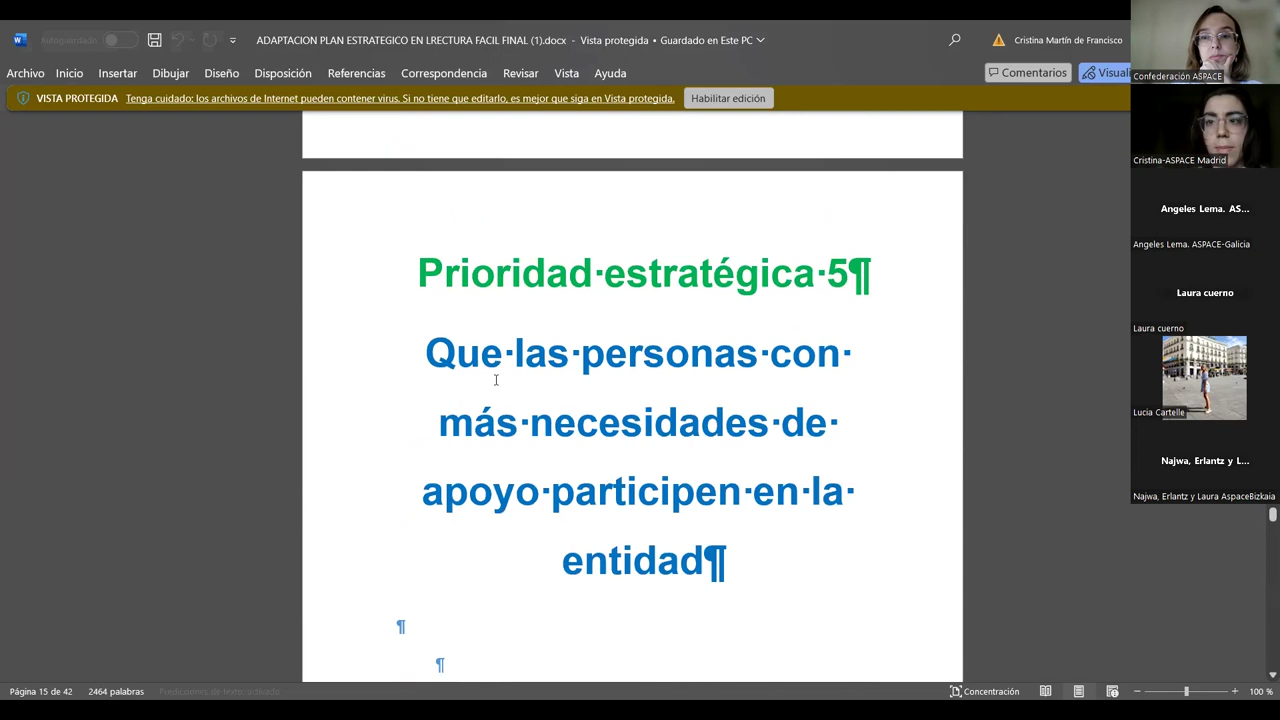 Autoguardado
ADAPTACION PLAN ESTRATEGICO EN LRECTURA FACIL FINAL (1).docx - Vista protegida • Guardado en Este PC
Cristina Martín de Francisco
Archivo Inicio Insertar Dibujar Diseño Disposición Referencias Correspondencia Revisar Vista Ayuda
Comentarios
VISTA PROTEGIDA Tenga cuidado: los archivos de Internet pueden contener virus. Si no tiene que editarlo, es mejor que siga en Vista protegida. Habilitar edición
Prioridad·estratégica·5¶
Que·las·personas·con·
más·necesidades·de·
apoyo·participen·en·la·
entidad¶
¶
¶
Confederación ASPACE
Cristina-ASPACE Madrid
Angeles Lema. AS...
Angeles Lema. ASPACE-Galicia
Laura cuerno
Laura cuerno
Lucia Cartelle
Najwa, Erlantz y L...
Najwa, Erlantz y Laura AspaceBizkaia
Página 15 de 42 2464 palabras Predicciones de texto: activado
Concentración
100 %